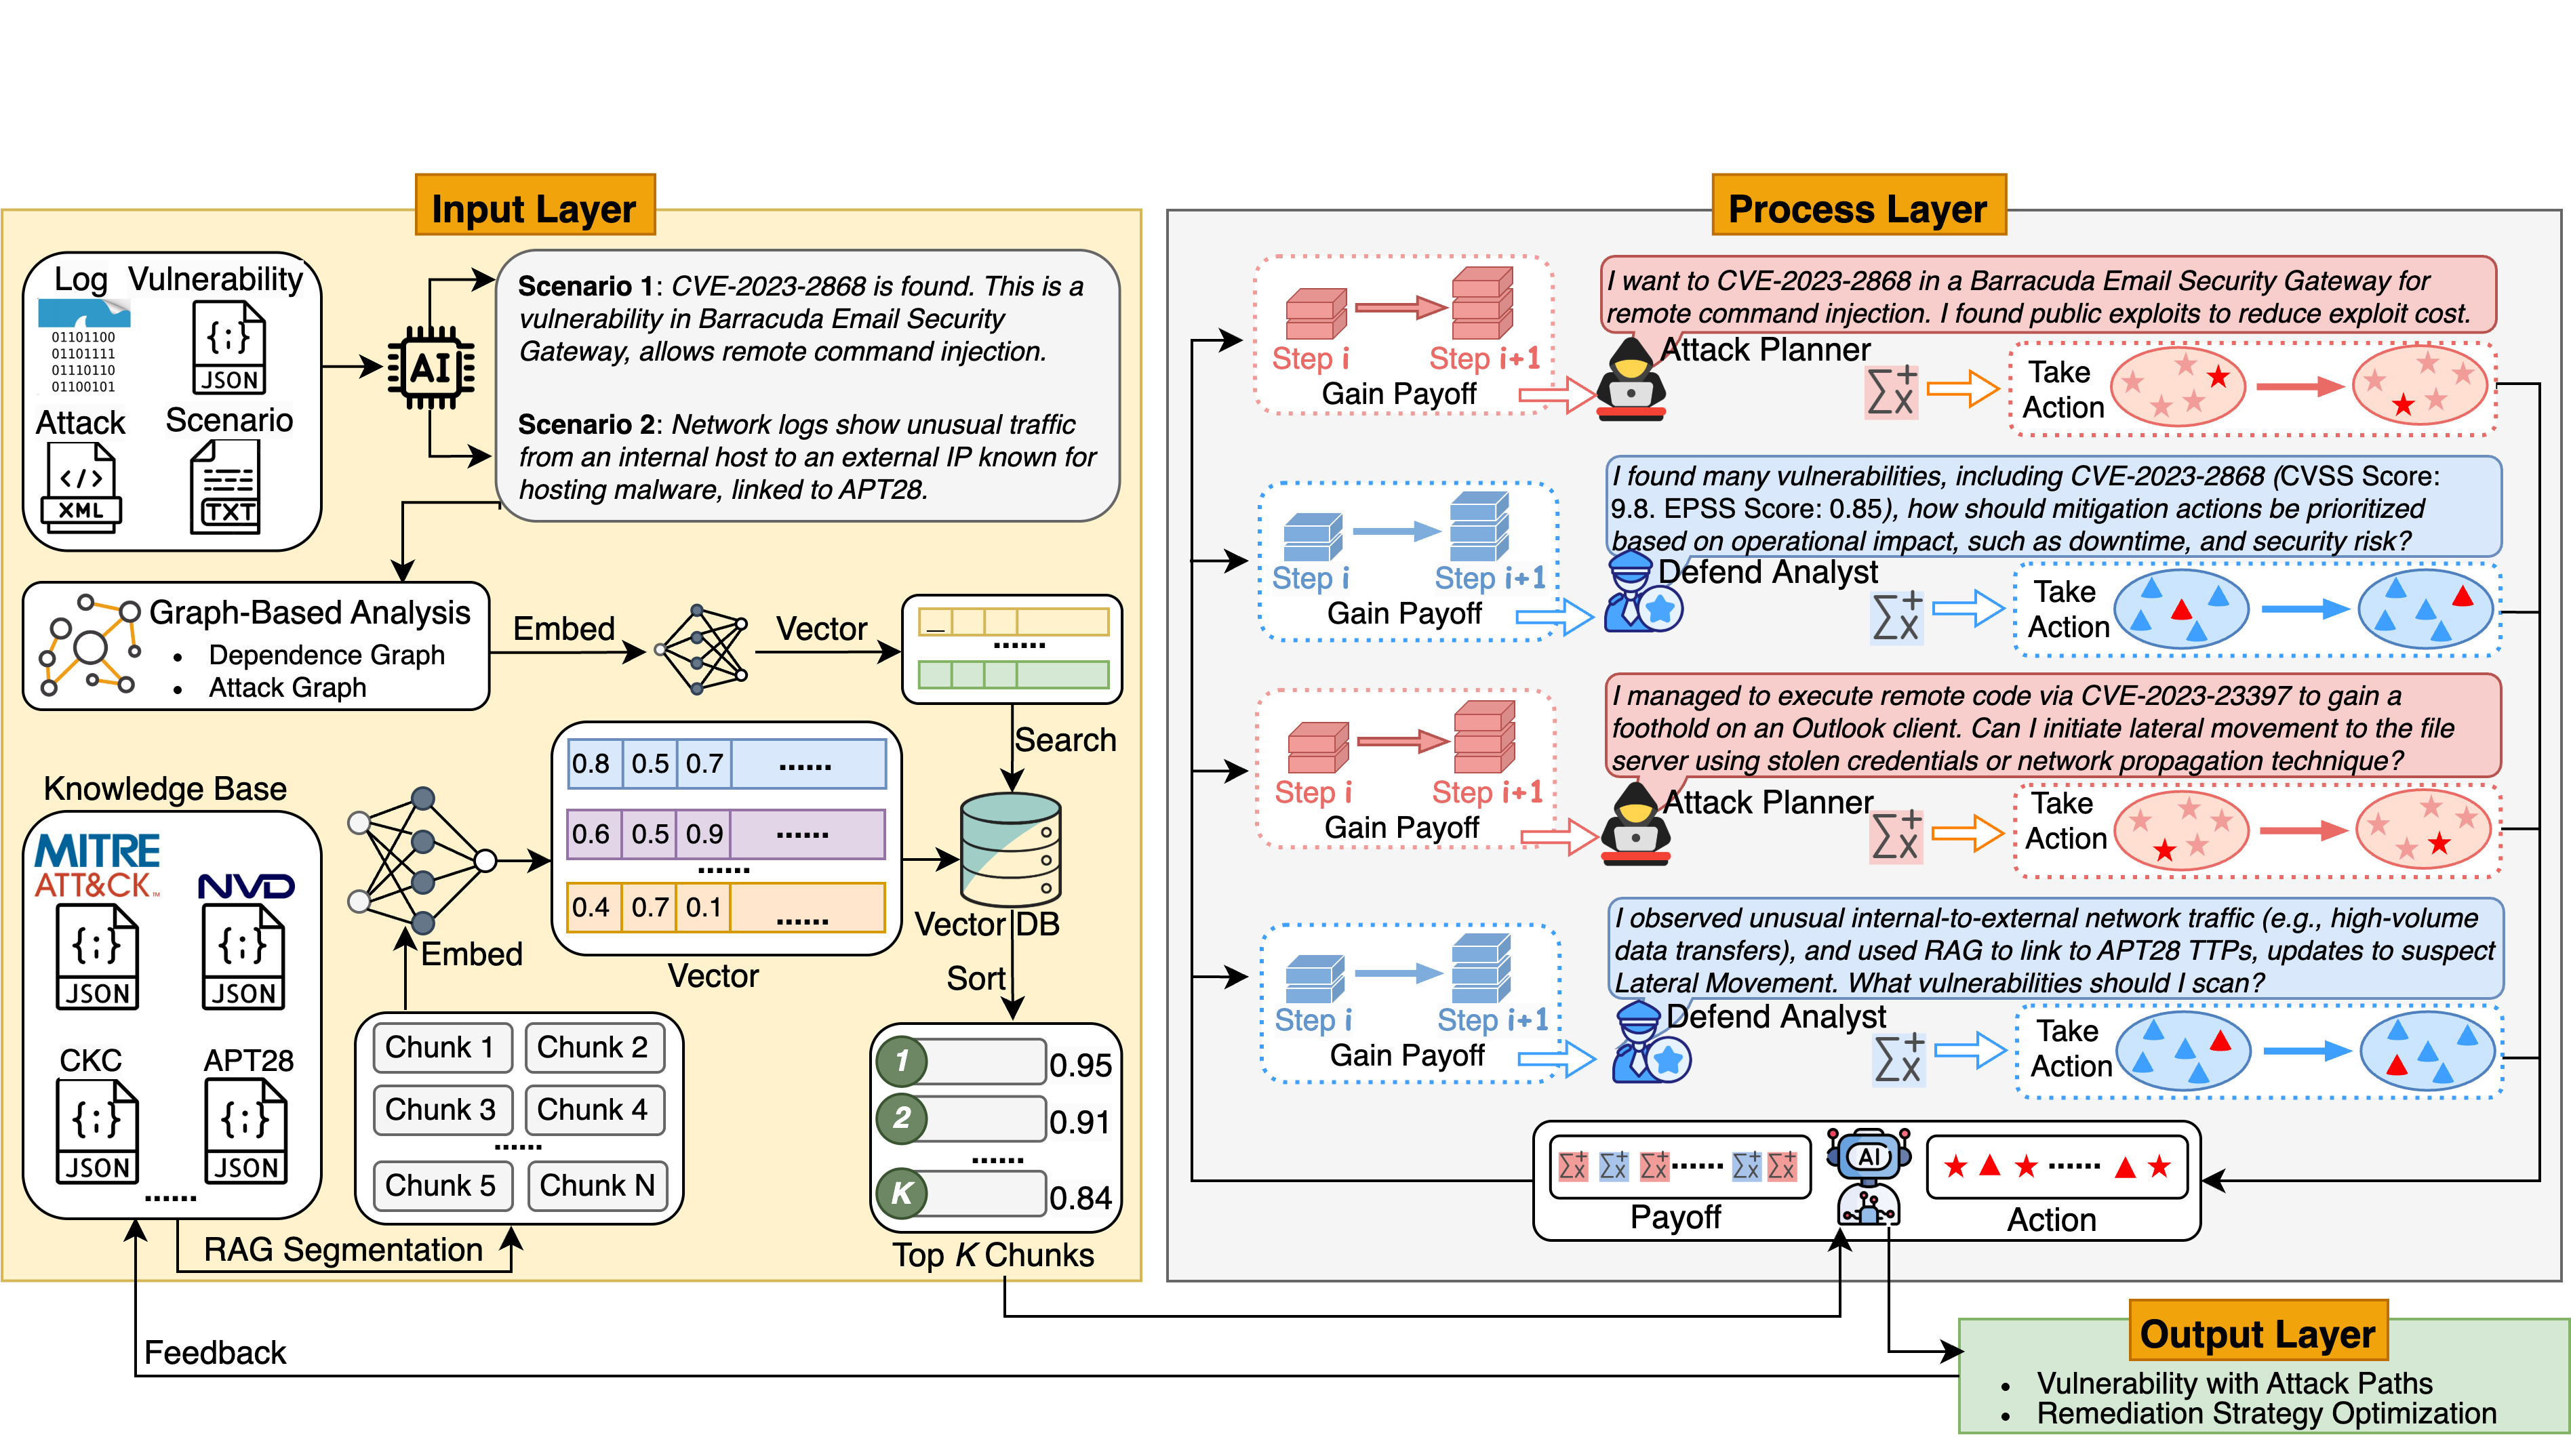 Input Layer
Log Vulnerability
01101100
01101111
01110110
01100101
JSON
Attack Scenario
</>
XML
TXT
AI
Scenario 1: CVE-2023-2868 is found. This is a
vulnerability in Barracuda Email Security
Gateway, allows remote command injection.
Scenario 2: Network logs show unusual traffic
from an internal host to an external IP known for
hosting malware, linked to APT28.
Graph-Based Analysis
• Dependence Graph
• Attack Graph
Embed
Vector
......
Search
Knowledge Base
MITRE
ATT&CK™
NVD
JSON
JSON
CKC
APT28
JSON
JSON
......
RAG Segmentation
Chunk 1
Chunk 2
Chunk 3
Chunk 4
......
Chunk 5
Chunk N
Embed
0.8 0.5 0.7 ......
0.6 0.5 0.9 ......
......
0.4 0.7 0.1 ......
Vector
Vector DB
Sort
1 0.95
2 0.91
......
K 0.84
Top K Chunks
Feedback
Process Layer
Step i
Step i+1
Gain Payoff
I want to CVE-2023-2868 in a Barracuda Email Security Gateway for
remote command injection. I found public exploits to reduce exploit cost.
Attack Planner
Σ+x
Take
Action
Step i
Step i+1
Gain Payoff
I found many vulnerabilities, including CVE-2023-2868 (CVSS Score:
9.8. EPSS Score: 0.85), how should mitigation actions be prioritized
based on operational impact, such as downtime, and security risk?
Defend Analyst
Σ+x
Take
Action
Step i
Step i+1
Gain Payoff
I managed to execute remote code via CVE-2023-23397 to gain a
foothold on an Outlook client. Can I initiate lateral movement to the file
server using stolen credentials or network propagation technique?
Attack Planner
Σ+x
Take
Action
Step i
Step i+1
Gain Payoff
I observed unusual internal-to-external network traffic (e.g., high-volume
data transfers), and used RAG to link to APT28 TTPs, updates to suspect
Lateral Movement. What vulnerabilities should I scan?
Defend Analyst
Σ+x
Take
Action
Σ+x Σ+x Σ+x ...... Σ+x Σ+x
Payoff
AI
......
Action
Output Layer
• Vulnerability with Attack Paths
• Remediation Strategy Optimization